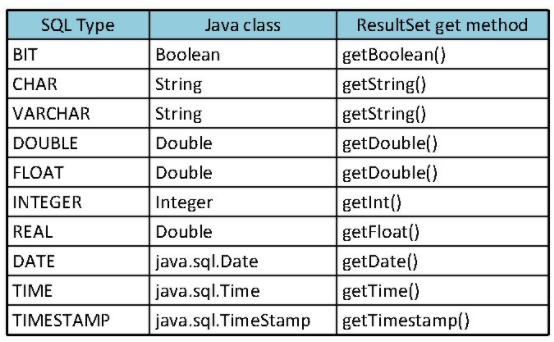 SQL Type Java class ResultSet get method
BIT Boolean getBoolean()
CHAR String getString()
VARCHAR String getString()
DOUBLE Double getDouble()
FLOAT Double getDouble()
INTEGER Integer getInt()
REAL Double getFloat()
DATE java.sql.Date getDate()
TIME java.sql.Time getTime()
TIMESTAMP java.sql.TimeStamp getTimestamp()